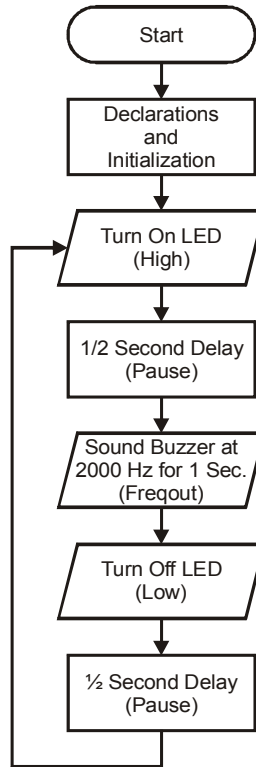 Start
Declarations
and
Initialization
Turn On LED
(High)
1/2 Second Delay
(Pause)
Sound Buzzer at
2000 Hz for 1 Sec.
(Freqout)
Turn Off LED
(Low)
½ Second Delay
(Pause)